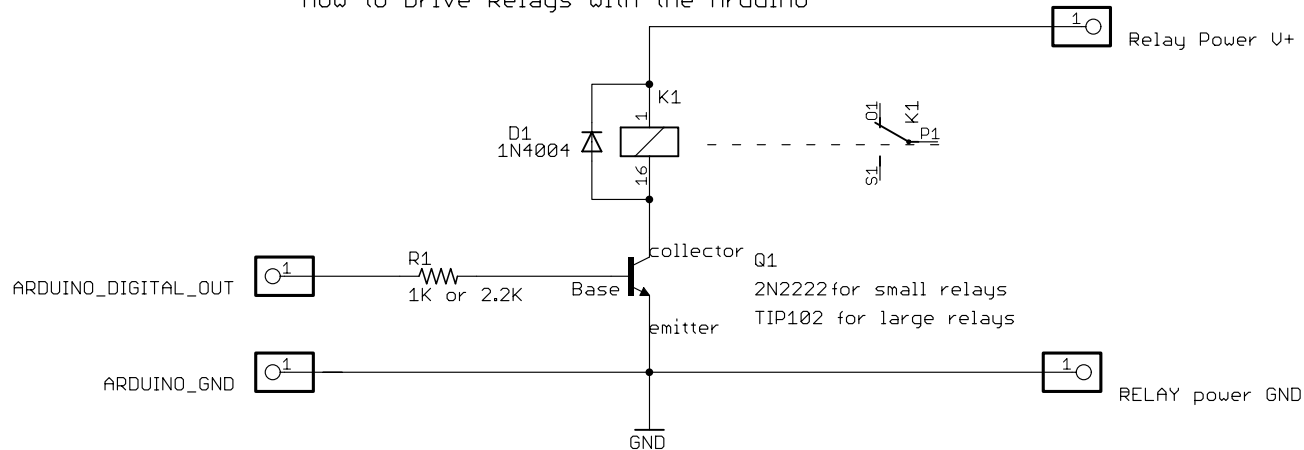 How to Drive Relays with the Arduino
1
Relay Power V+
K1
1
D1
1N4004
16
O1
K1
P1
S1
collector
Q1
R1
1
ARDUINO_DIGITAL_OUT
1K or 2.2K
Base
2N2222 for small relays
TIP102 for large relays
emitter
1
ARDUINO_GND
1
RELAY power GND
GND